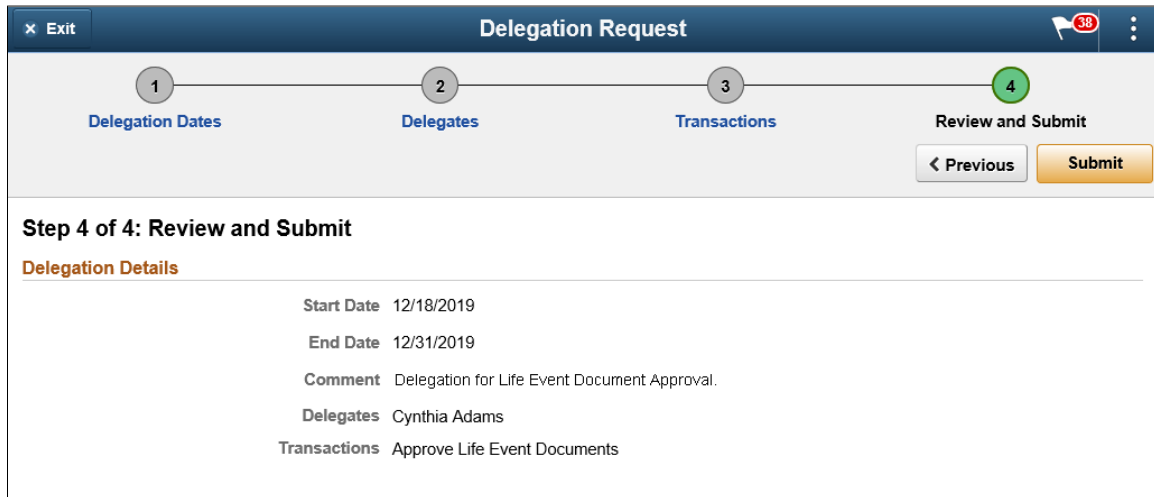 × Exit Delegation Request 38
1 2 3 4
Delegation Dates Delegates Transactions Review and Submit
Previous Submit
Step 4 of 4: Review and Submit
Delegation Details
Start Date 12/18/2019
End Date 12/31/2019
Comment Delegation for Life Event Document Approval.
Delegates Cynthia Adams
Transactions Approve Life Event Documents